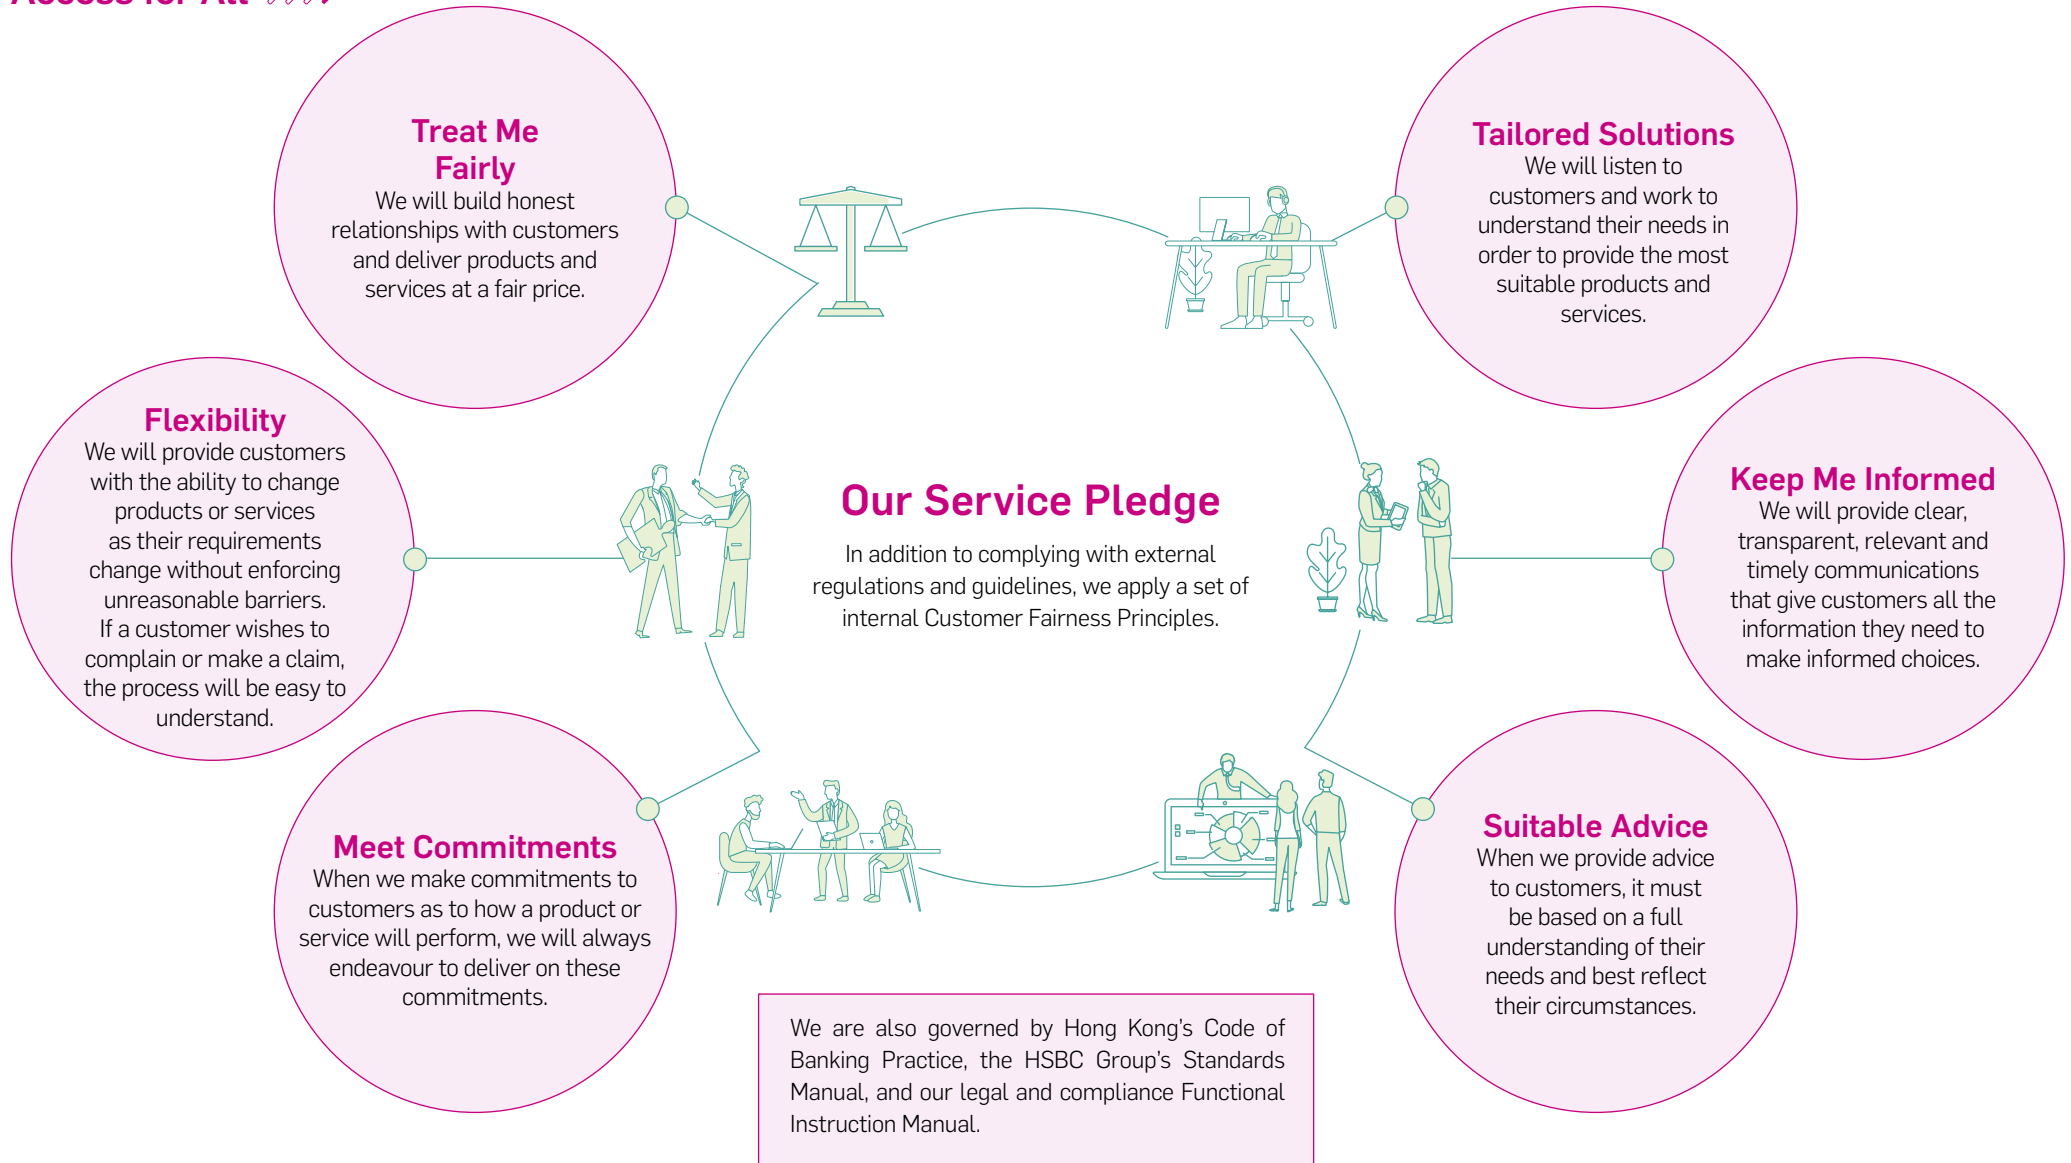 Access for All
Treat Me
Fairly
We will build honest
relationships with customers
and deliver products and
services at a fair price.
Tailored Solutions
We will listen to
customers and work to
understand their needs in
order to provide the most
suitable products and
services.
Flexibility
We will provide customers
with the ability to change
products or services
as their requirements
change without enforcing
unreasonable barriers.
If a customer wishes to
complain or make a claim,
the process will be easy to
understand.
Our Service Pledge
In addition to complying with external
regulations and guidelines, we apply a set of
internal Customer Fairness Principles.
Keep Me Informed
We will provide clear,
transparent, relevant and
timely communications
that give customers all the
information they need to
make informed choices.
Meet Commitments
When we make commitments to
customers as to how a product or
service will perform, we will always
endeavour to deliver on these
commitments.
Suitable Advice
When we provide advice
to customers, it must
be based on a full
understanding of their
needs and best reflect
their circumstances.
We are also governed by Hong Kong's Code of
Banking Practice, the HSBC Group's Standards
Manual, and our legal and compliance Functional
Instruction Manual.